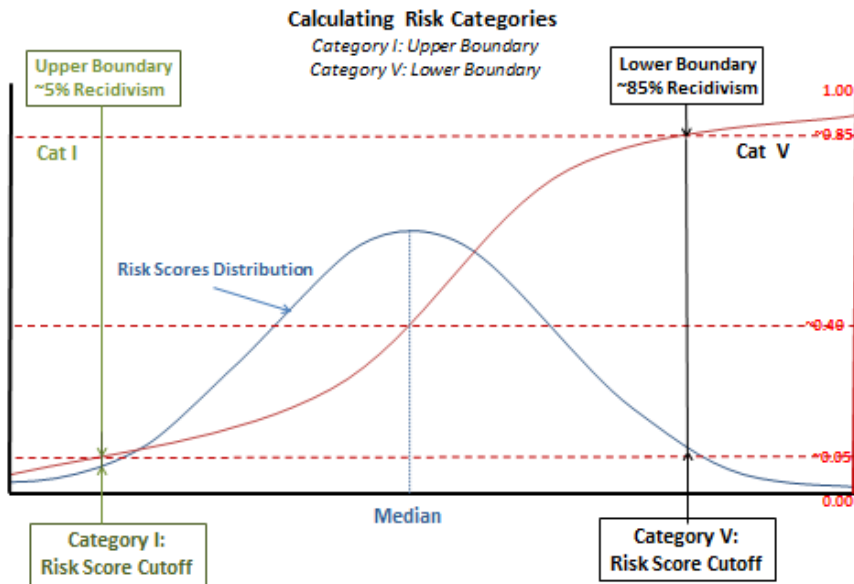 Calculating Risk Categories
Category I: Upper Boundary
Category V: Lower Boundary
Upper Boundary
~5% Recidivism
Lower Boundary
~85% Recidivism
1.00
~0.85
Cat I
Cat V
Risk Scores Distribution
~0.40
~0.05
0.00
Median
Category I:
Risk Score Cutoff
Category V:
Risk Score Cutoff